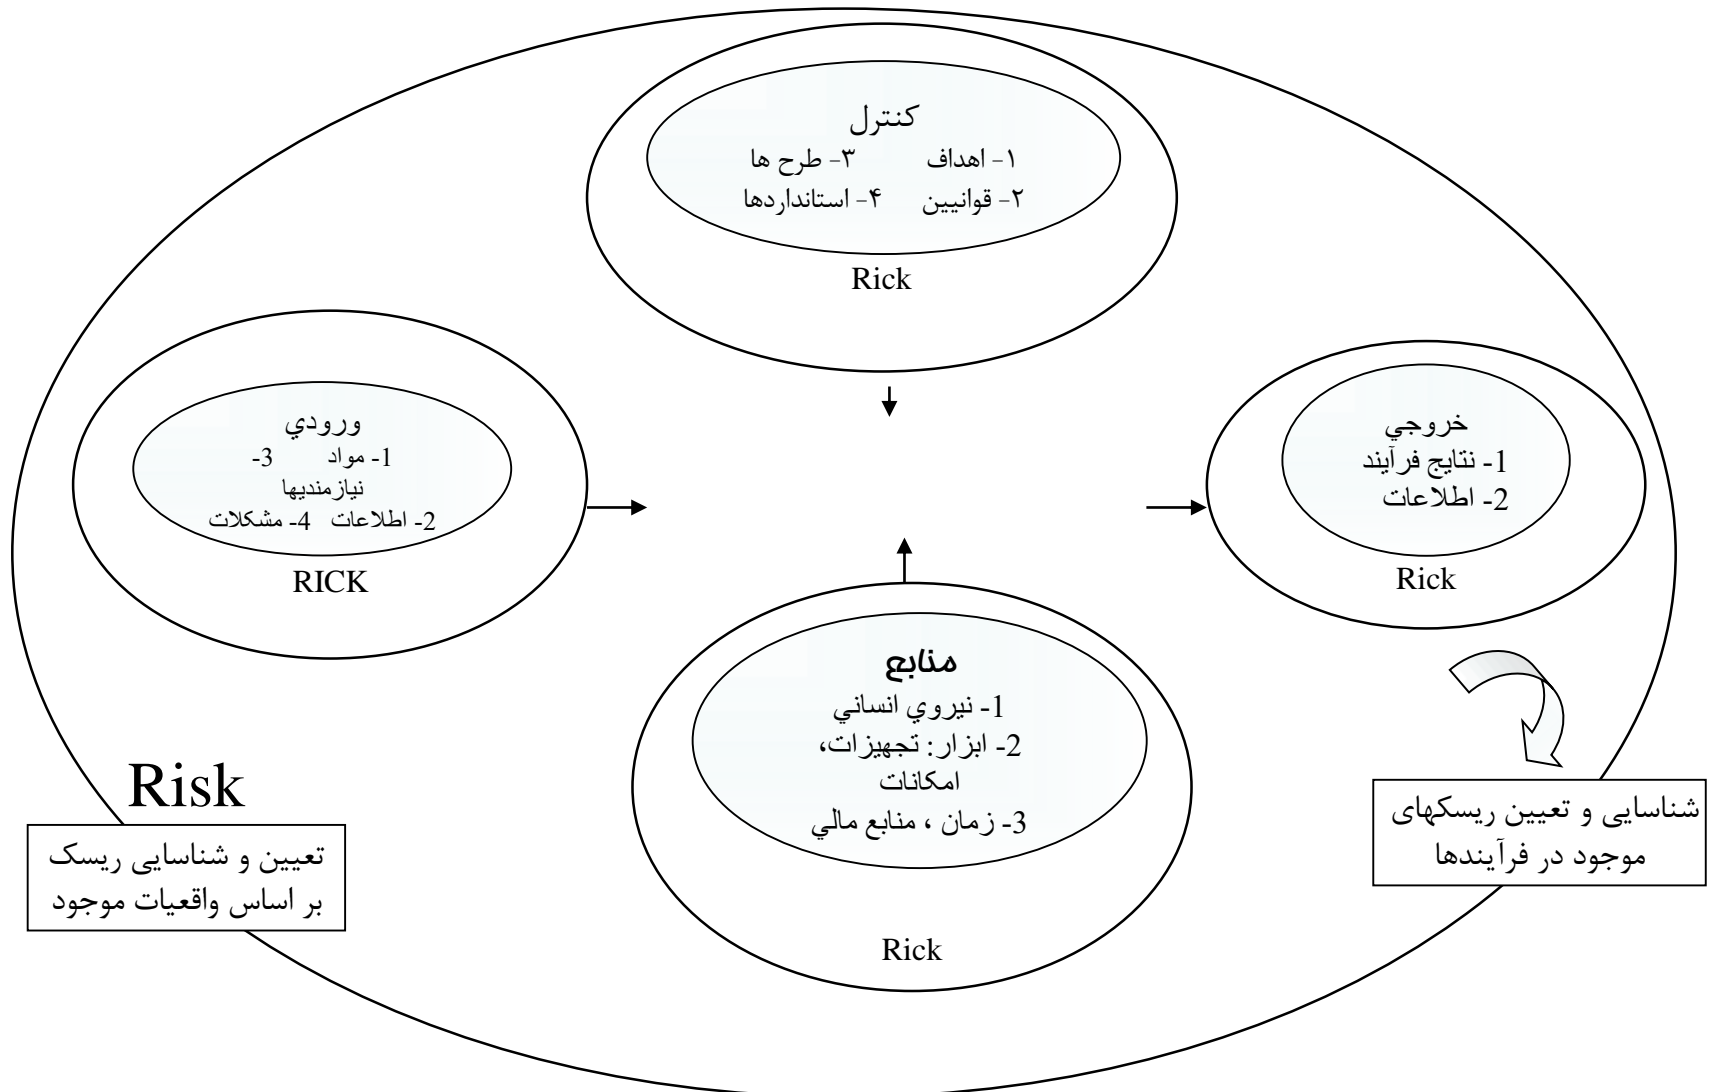 کنترل
۱- اهداف ۳- طرح ها
۲- قوانیین ۴- استانداردها
Rick
ورودي
1- مواد 3-
نيازمنديها
2- اطلاعات 4- مشكلات
RICK
خروجي
1- نتايج فرآيند
2- اطلاعات
Rick
منابع
1- نيروي انساني
2- ابزار: تجهيزات،
امكانات
3- زمان ، منابع مالي
Rick
Risk
تعیین و شناسایی ریسک
بر اساس واقعیات موجود
شناسایی و تعیین ریسکهای
موجود در فرآیندها